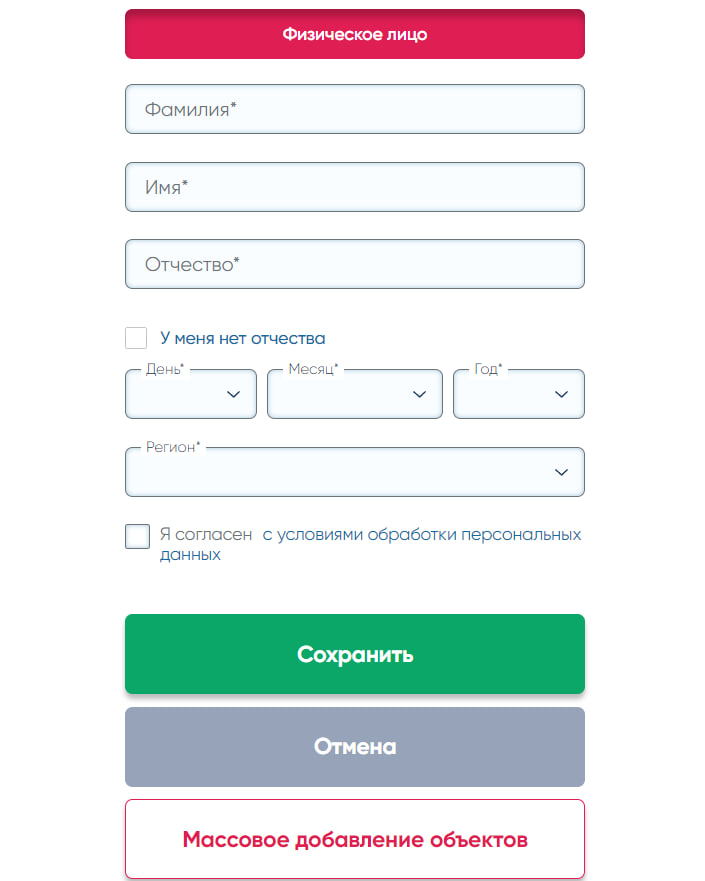 Физическое лицо
Фамилия*
Имя*
Отчество*
У меня нет отчества
День* Месяц* Год*
Регион*
Я согласен с условиями обработки персональных
данных
Сохранить
Отмена
Массовое добавление объектов